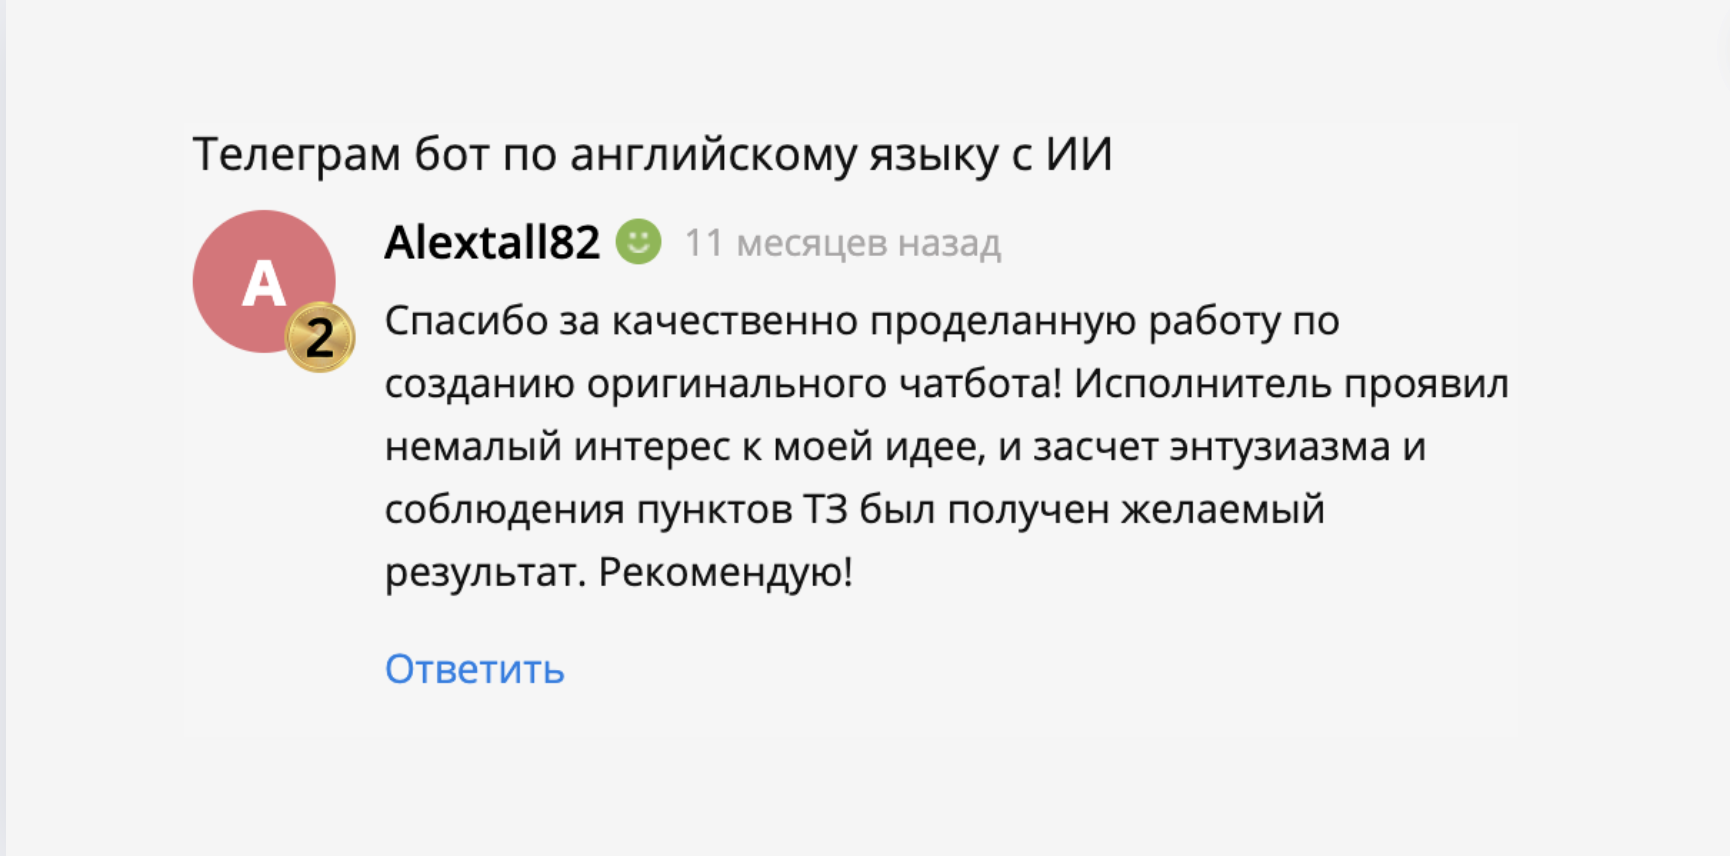 Телеграм бот по английскому языку с ИИ
A
2
Alextall82 11 месяцев назад
Спасибо за качественно проделанную работу по
созданию оригинального чатбота! Исполнитель проявил
немалый интерес к моей идее, и засчет энтузиазма и
соблюдения пунктов ТЗ был получен желаемый
результат. Рекомендую!
Ответить